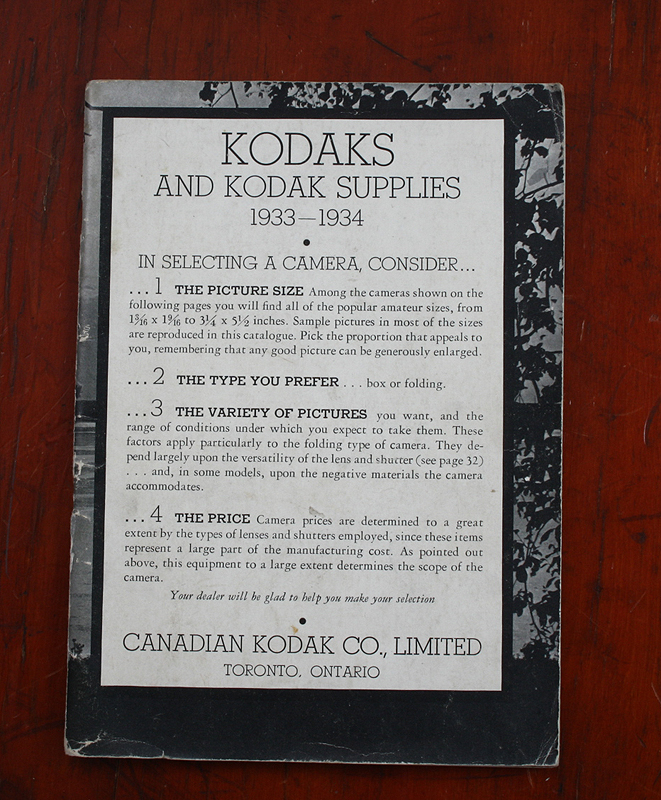 KODAKS
AND KODAK SUPPLIES
1933—1934
•
IN SELECTING A CAMERA, CONSIDER...
...1 THE PICTURE SIZE Among the cameras shown on the
following pages you will find all of the popular amateur sizes, from
1 3/16 x 1 9/16 to 3¼ x 5½ inches. Sample pictures in most of the sizes
are reproduced in this catalogue. Pick the proportion that appeals to
you, remembering that any good picture can be generously enlarged.
...2 THE TYPE YOU PREFER . . . box or folding.
...3 THE VARIETY OF PICTURES you want, and the
range of conditions under which you expect to take them. These
factors apply particularly to the folding type of camera. They de-
pend largely upon the versatility of the lens and shutter (see page 32)
. . . and, in some models, upon the negative materials the camera
accommodates.
...4 THE PRICE Camera prices are determined to a great
extent by the types of lenses and shutters employed, since these items
represent a large part of the manufacturing cost. As pointed out
above, this equipment to a large extent determines the scope of the
camera.
Your dealer will be glad to help you make your selection
•
CANADIAN KODAK CO., LIMITED
TORONTO, ONTARIO